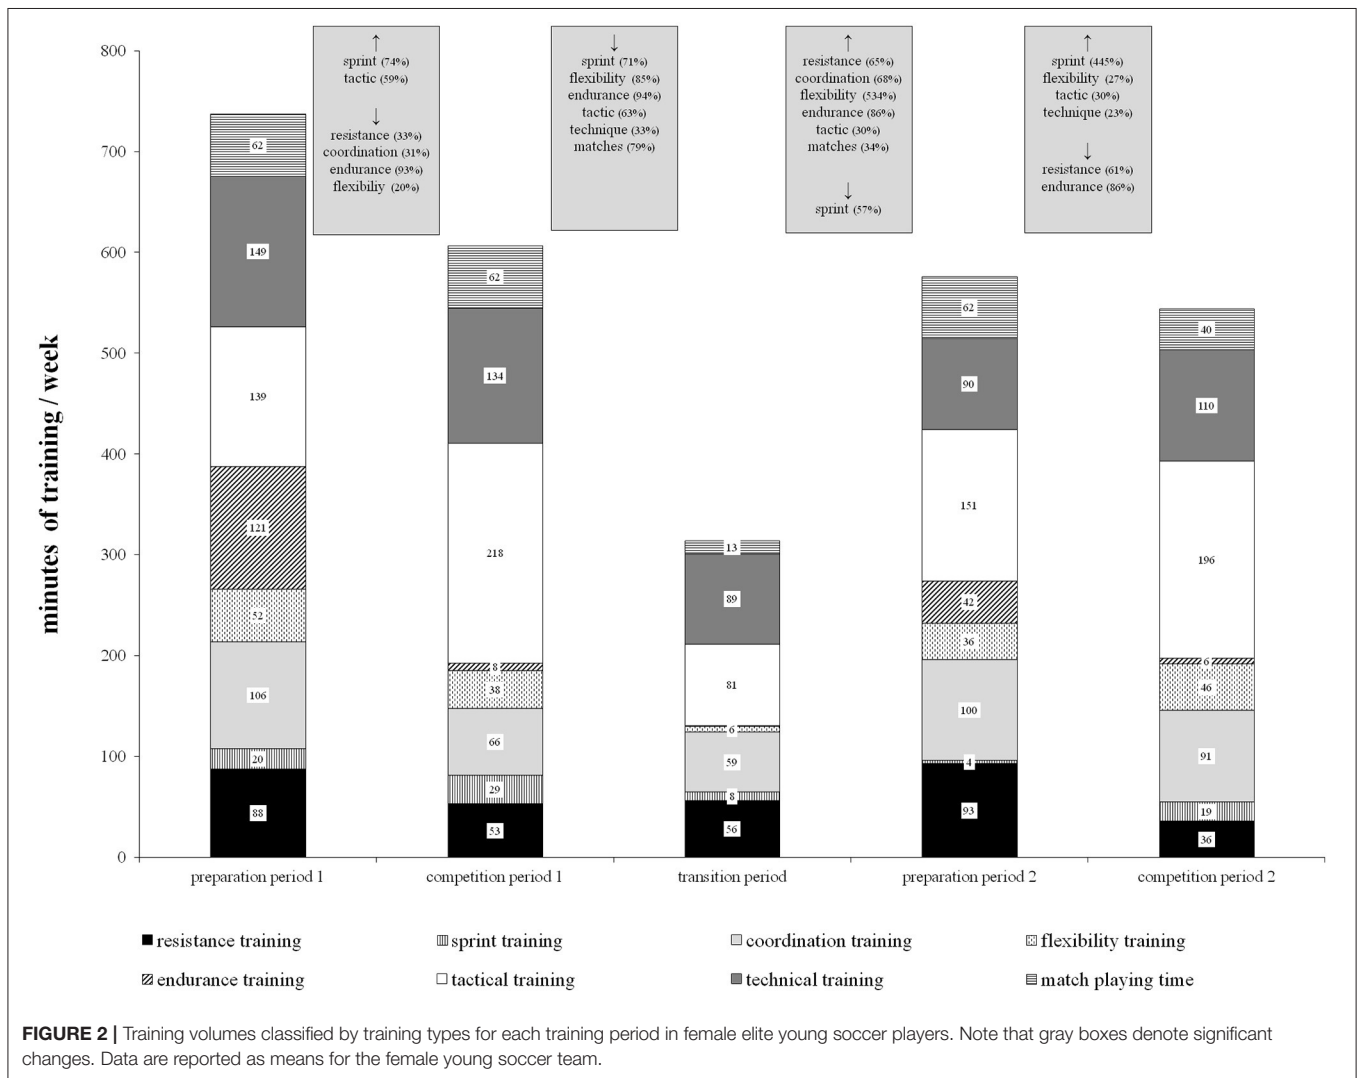 800
700
600
500
400
300
200
100
0
minutes of training / week
↑
sprint (74%)
tactic (59%)
↓
resistance (33%)
coordination (31%)
endurance (93%)
flexibiliy (20%)
↓
sprint (71%)
flexibility (85%)
endurance (94%)
tactic (63%)
technique (33%)
matches (79%)
↑
resistance (65%)
coordination (68%)
flexibility (534%)
endurance (86%)
tactic (30%)
matches (34%)
↓
sprint (57%)
↑
sprint (445%)
flexibility (27%)
tactic (30%)
technique (23%)
↓
resistance (61%)
endurance (86%)
62
149
139
121
52
106
20
88
62
134
218
8
38
66
29
53
13
89
81
6
59
8
56
62
90
151
42
36
100
4
93
40
110
196
6
46
91
19
36
preparation period 1
competition period 1
transition period
preparation period 2
competition period 2
resistance training
sprint training
coordination training
flexibility training
endurance training
tactical training
technical training
match playing time
FIGURE 2 | Training volumes classified by training types for each training period in female elite young soccer players. Note that gray boxes denote significant
changes. Data are reported as means for the female young soccer team.